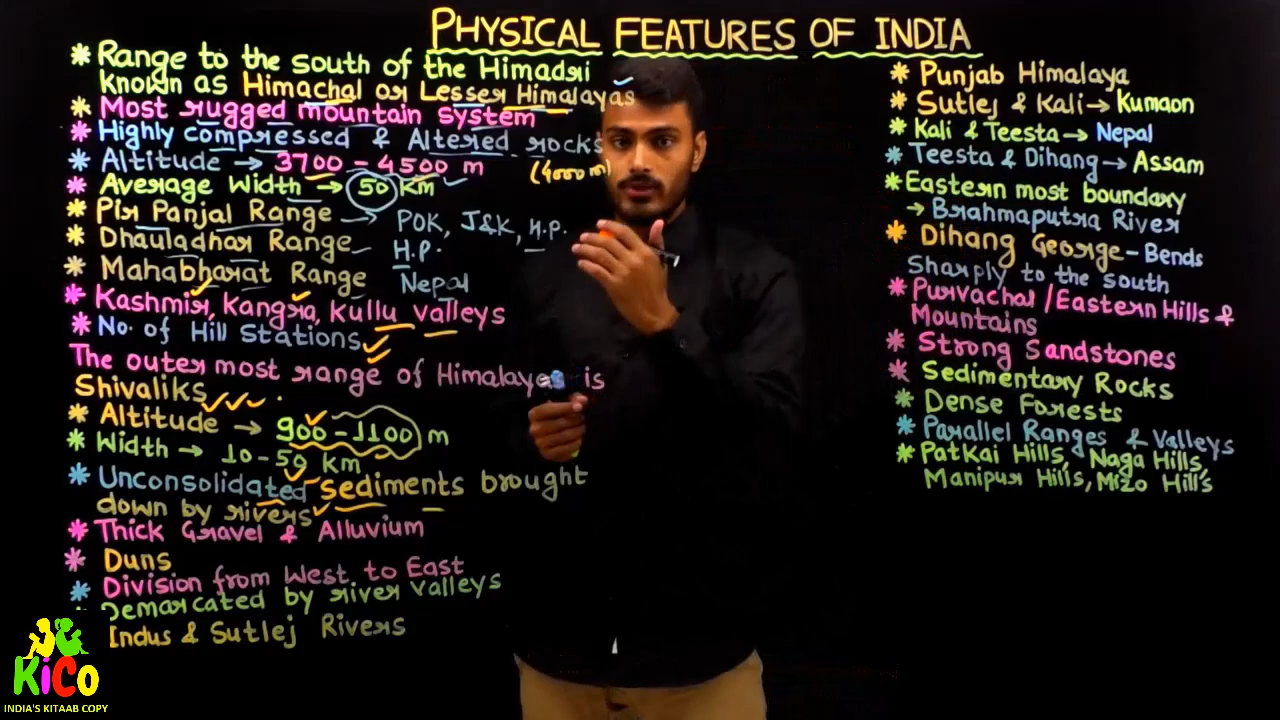 PHYSICAL FEATURES OF INDIA
* Range to the south of the Himadri
known as Himachal or Lesser Himalayas
* Most rugged mountain system
* Highly compressed & Altered rocks
* Altitude → 3700 - 4500 m (4000 m)
* Average Width → 50 Km
* Pir Panjal Range → POK, J&K, H.P.
* Dhauladhar Range - H.P.
* Mahabharat Range Nepal
* Kashmir, Kangra, Kullu valleys
* No. of Hill Stations
The outer most range of Himalayas is
Shivaliks
* Altitude → 900 - 1100 m
* Width → 10-50 Km
* Unconsolidated sediments brought
down by rivers
* Thick Gravel & Alluvium
* Duns
* Division from West to East
* Demarcated by river valleys
Indus & Sutlej Rivers
* Punjab Himalaya
* Sutlej & Kali → Kumaon
* Kali & Teesta → Nepal
* Teesta & Dihang → Assam
* Eastern most boundary
→ Brahmaputra River
* Dihang George - Bends
Sharply to the south
* Purvachal / Eastern Hills &
Mountains
* Strong Sandstones
* Sedimentary Rocks
* Dense Forests
* Parallel Ranges & Valleys
* Patkai Hills, Naga Hills,
Manipur Hills, Mizo Hills
KiCo
INDIA'S KITAAB COPY